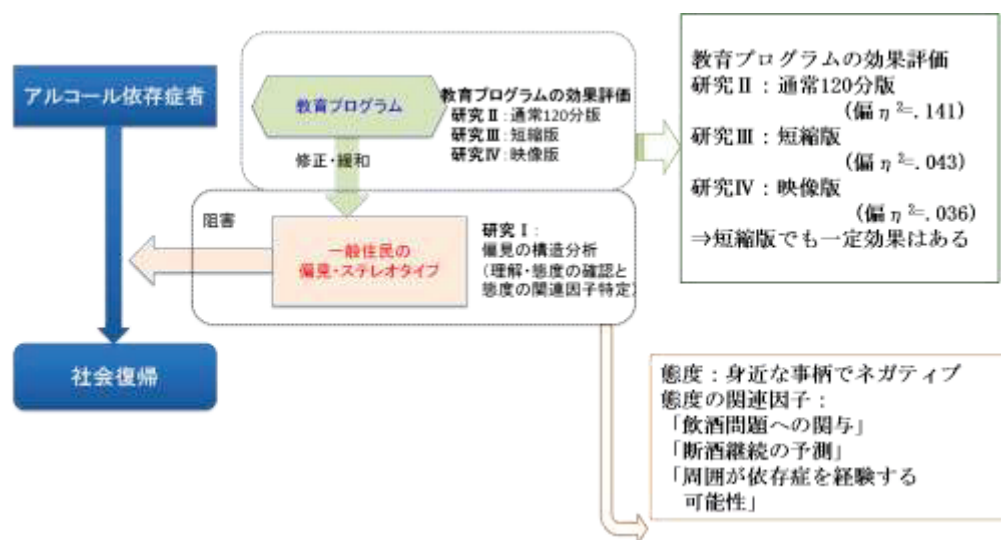 アルコール依存症者
社会復帰
阻害
教育プログラム
修正・緩和
教育プログラムの効果評価
研究Ⅱ：通常120分版
研究Ⅲ：短縮版
研究Ⅳ：映像版
一般住民の
偏見・ステレオタイプ
研究Ⅰ：
偏見の構造分析
（理解・態度の確認と
態度の関連因子特定）
教育プログラムの効果評価
研究Ⅱ：通常120分版
(偏η²=.141)
研究Ⅲ：短縮版
(偏η²=.043)
研究Ⅳ：映像版
(偏η²=.036)
⇒短縮版でも一定効果はある
態度：身近な事柄でネガティブ
態度の関連因子：
「飲酒問題への関与」
「断酒継続の予測」
「周囲が依存症を経験する
可能性」